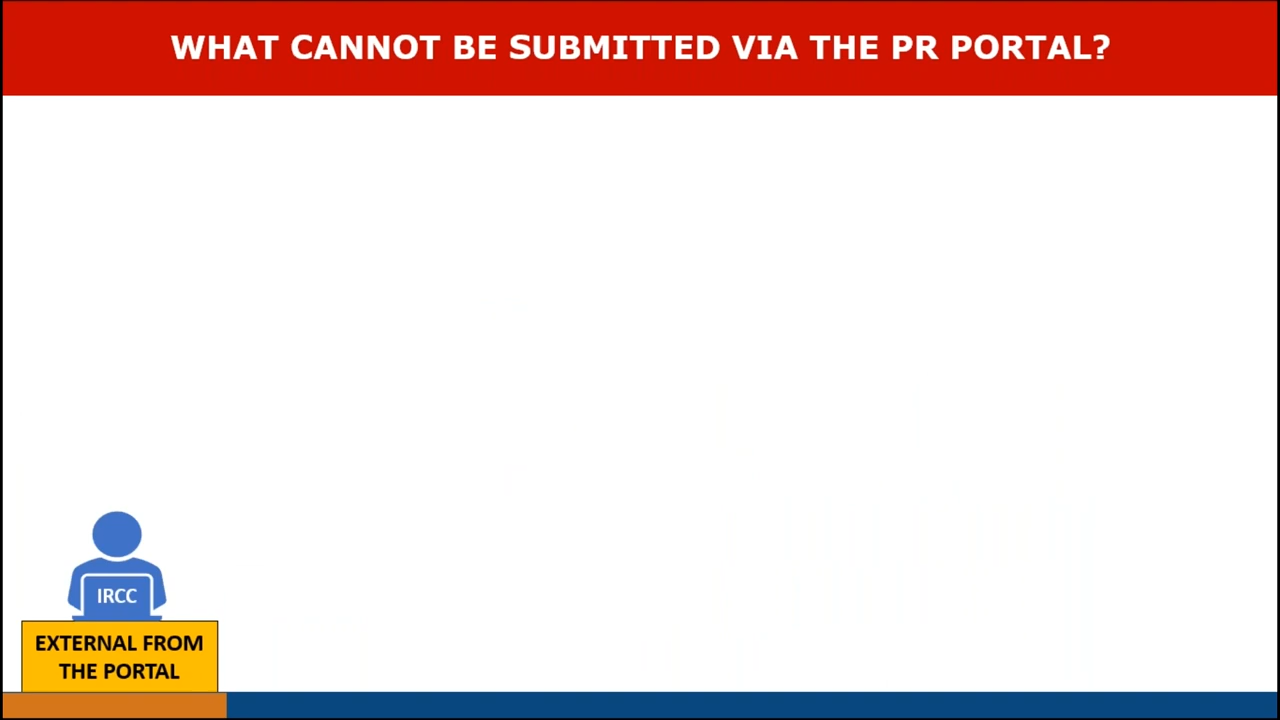 WHAT CANNOT BE SUBMITTED VIA THE PR PORTAL?
IRCC
EXTERNAL FROM
THE PORTAL